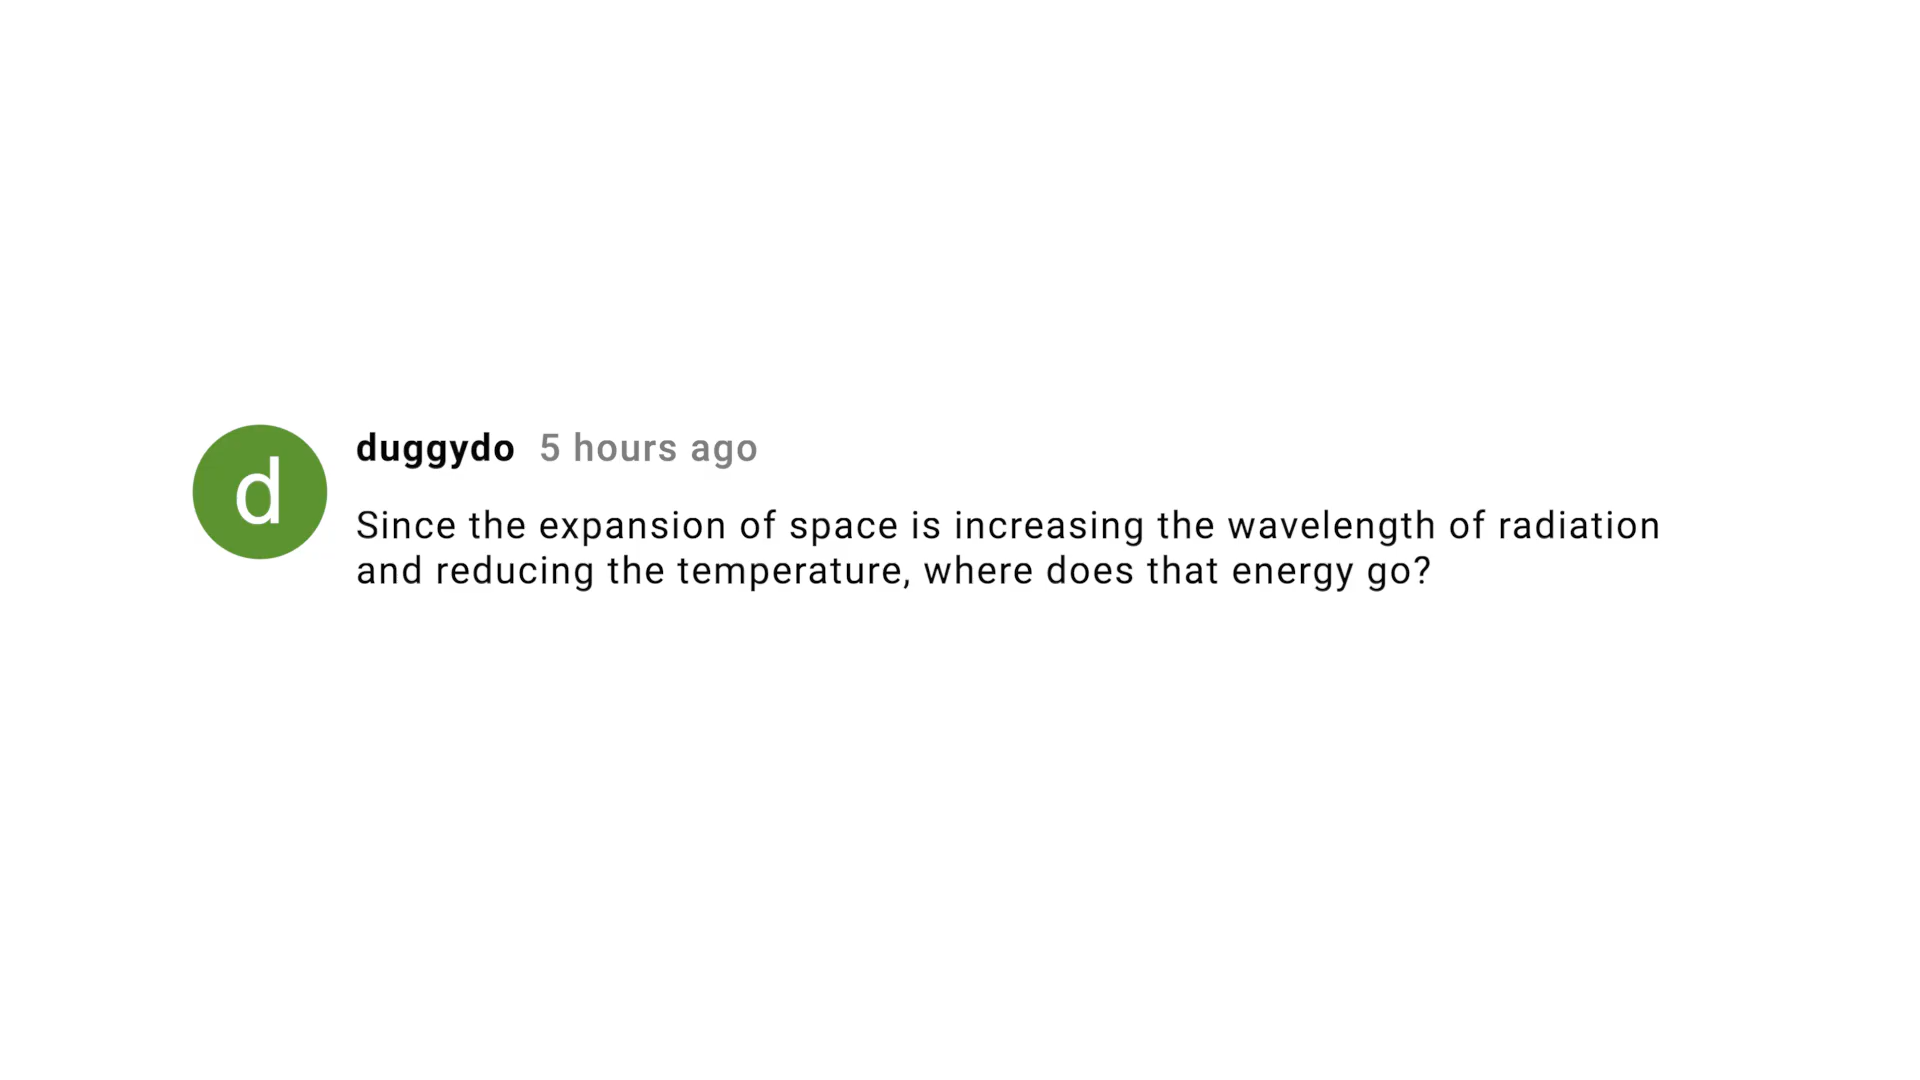 d
duggydo 5 hours ago
Since the expansion of space is increasing the wavelength of radiation
and reducing the temperature, where does that energy go?